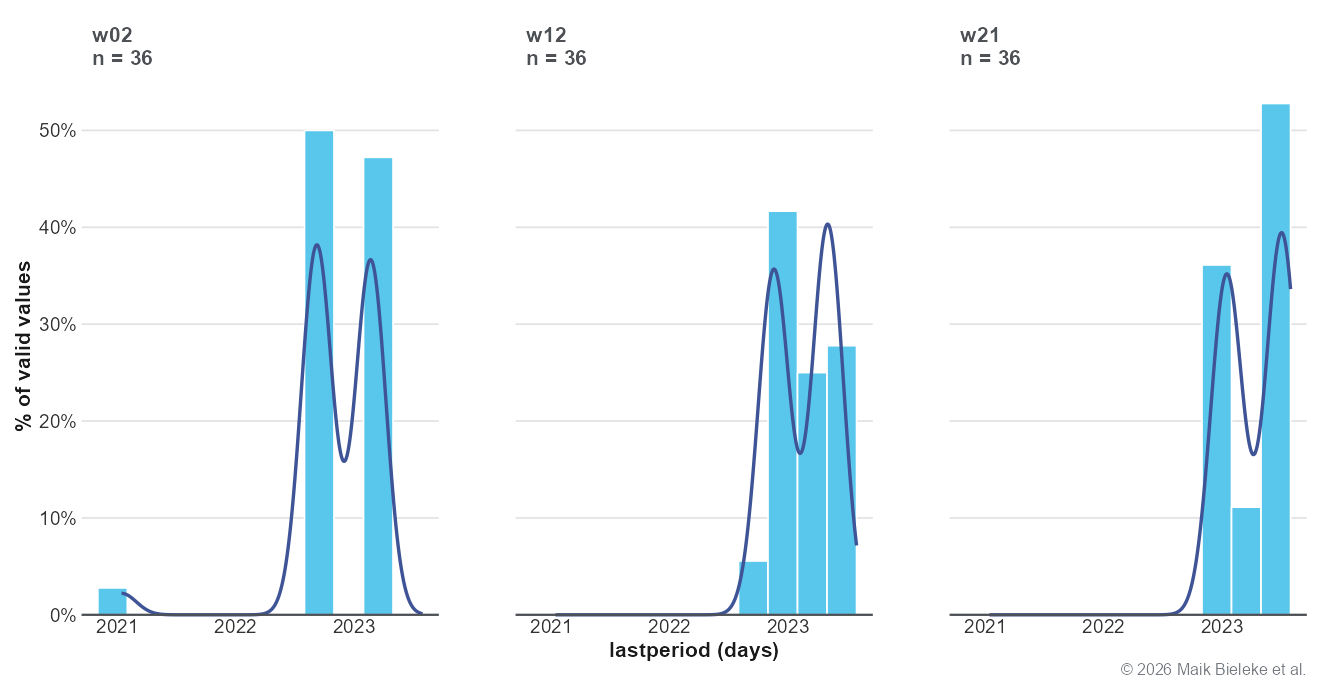 w02
n = 36
w12
n = 36
w21
n = 36
% of valid values
50%
40%
30%
20%
10%
0%
2021 2022 2023
2021 2022 2023
2021 2022 2023
lastperiod (days)
© 2026 Maik Bieleke et al.